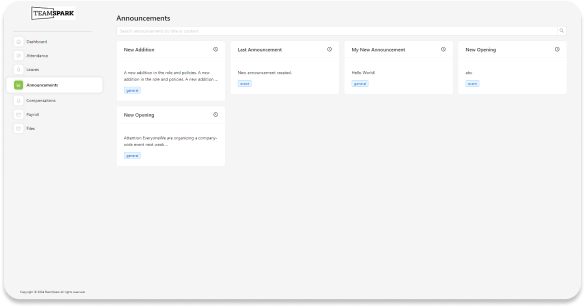 TEAMSPARK
Announcements
Search announcements by title or content
Dashboard
Attendance
Leaves
Announcements
Compensations
Payroll
Files
New Addition
A new addition in the role and policies. A new
addition in the role and policies. A new addition ...
general
Last Announcement
New announcement created.
event
My New Announcement
Hello World!
general
New Opening
abc
event
New Opening
Attention Everyone!We are organizing a company-
wide event next week...
general
Copyright © 2024 TeamSpark. All rights reserved.